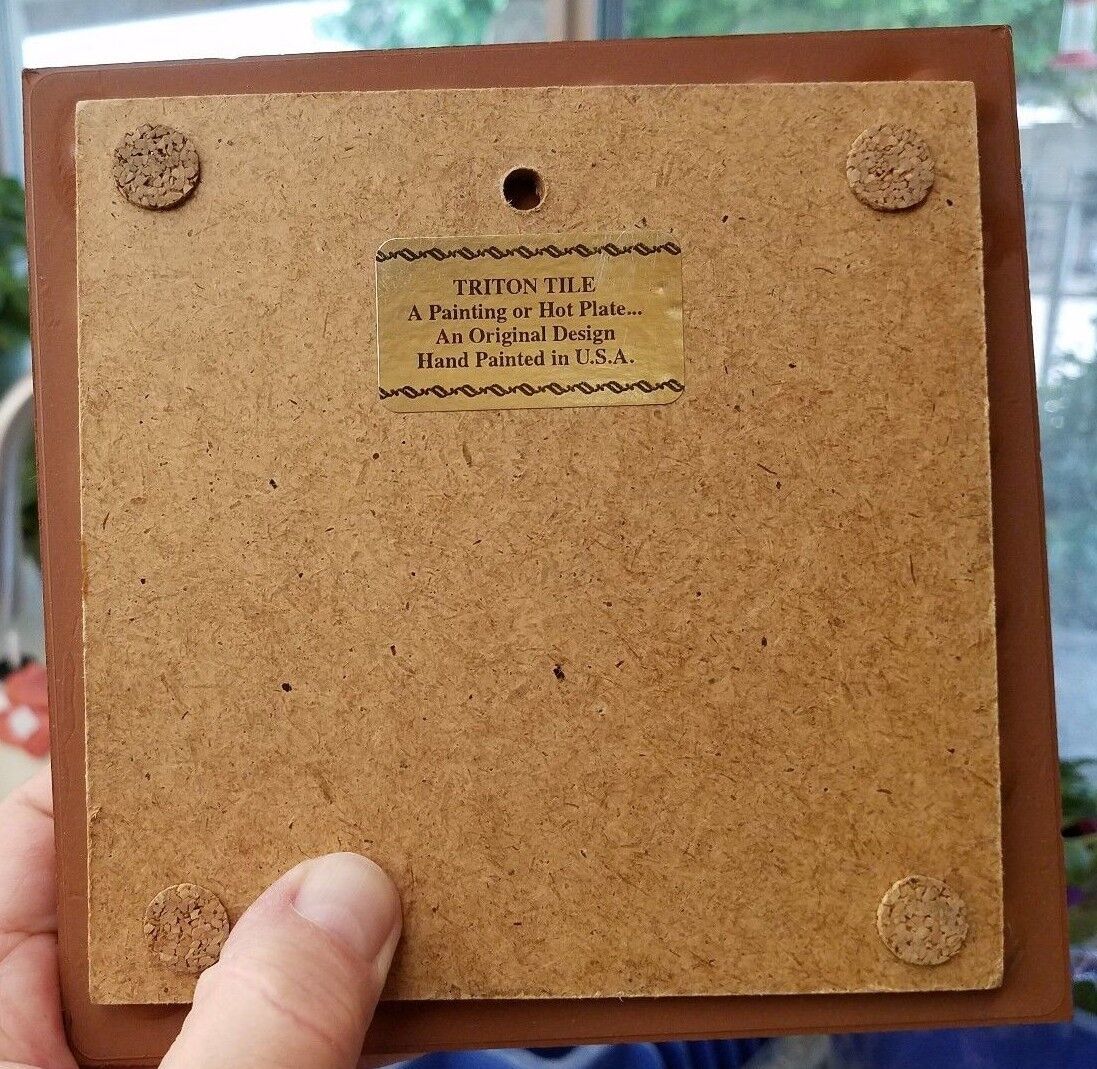 TRITON TILE
A Painting or Hot Plate...
An Original Design
Hand Painted in U.S.A.